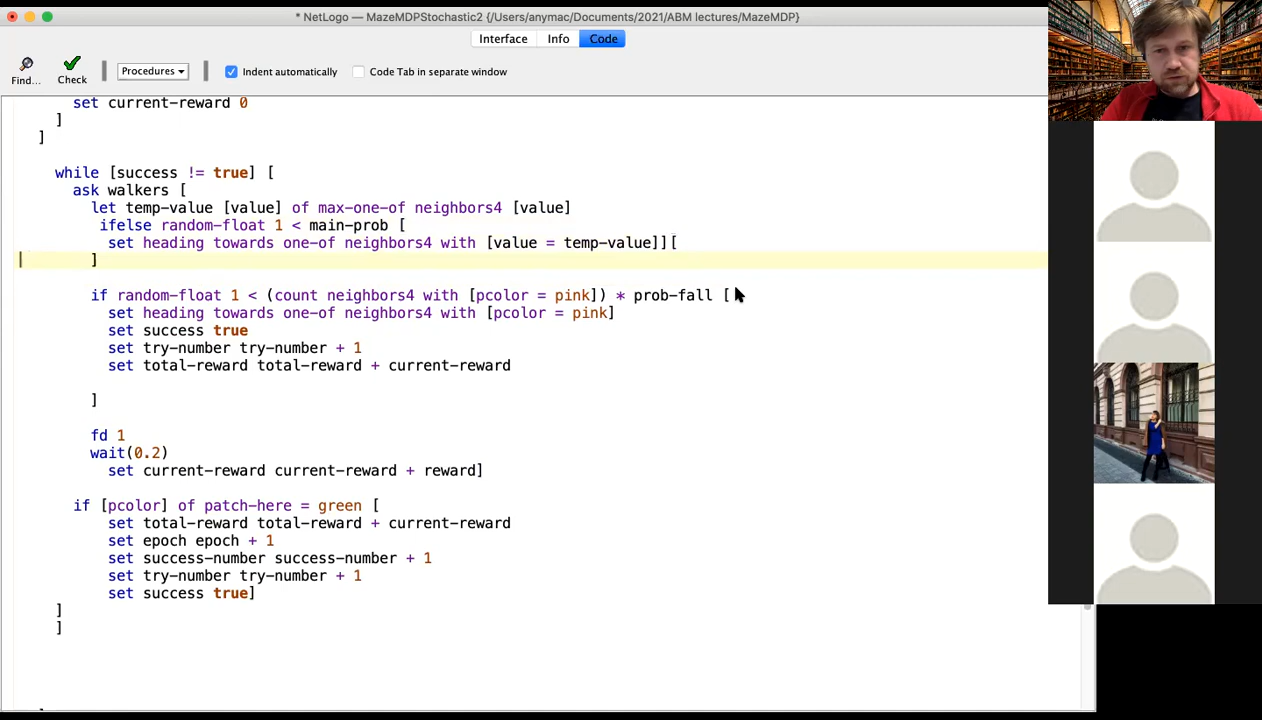 * NetLogo — MazeMDPStochastic2 {/Users/anymac/Documents/2021/ABM lectures/MazeMDP}
Interface Info Code
Find... Check Procedures Indent automatically Code Tab in separate window
set current-reward 0
]
]
while [success != true] [
ask walkers [
let temp-value [value] of max-one-of neighbors4 [value]
ifelse random-float 1 < main-prob [
set heading towards one-of neighbors4 with [value = temp-value]][
]
if random-float 1 < (count neighbors4 with [pcolor = pink]) * prob-fall [
set heading towards one-of neighbors4 with [pcolor = pink]
set success true
set try-number try-number + 1
set total-reward total-reward + current-reward
]
fd 1
wait(0.2)
set current-reward current-reward + reward]
if [pcolor] of patch-here = green [
set total-reward total-reward + current-reward
set epoch epoch + 1
set success-number success-number + 1
set try-number try-number + 1
set success true]
]
]